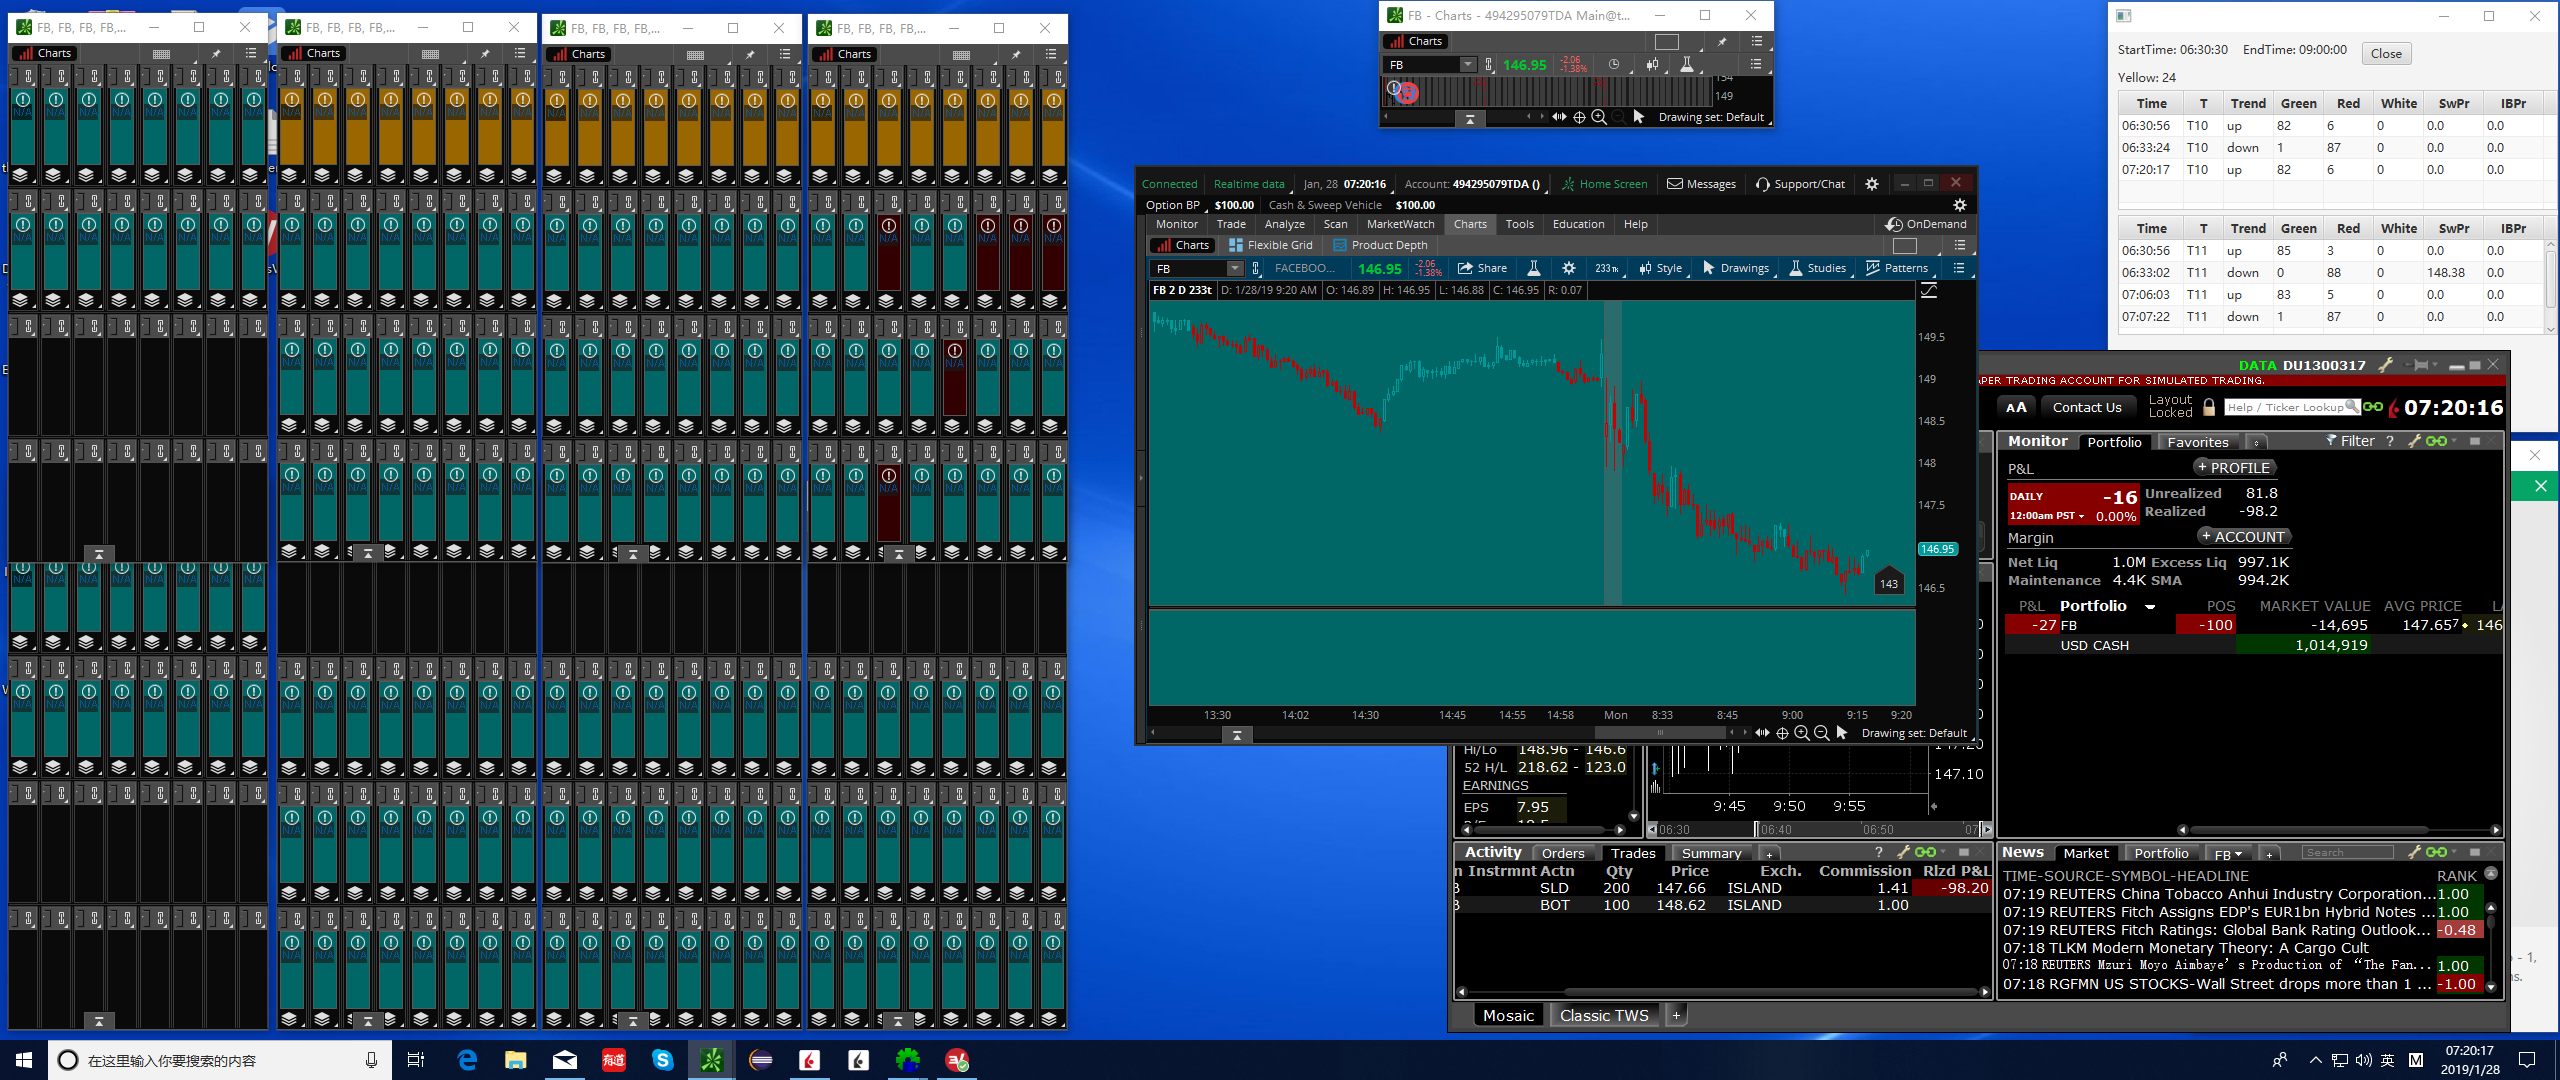 FB, FB, FB, FB,...
Charts
FB, FB, FB, FB,...
Charts
FB, FB, FB, FB,...
Charts
FB, FB, FB, FB,...
Charts
FB - Charts - 494295079TDA Main@t...
Charts
FB 146.95 -2.06 -1.38%
154
149
Drawing set: Default
StartTime: 06:30:30 EndTime: 09:00:00 Close
Yellow: 24
Time T Trend Green Red White SwPr IBPr
06:30:56 T10 up 82 6 0 0.0 0.0
06:33:24 T10 down 1 87 0 0.0 0.0
07:20:17 T10 up 82 6 0 0.0 0.0
Time T Trend Green Red White SwPr IBPr
06:30:56 T11 up 85 3 0 0.0 0.0
06:33:02 T11 down 0 88 0 148.38 0.0
07:06:03 T11 up 83 5 0 0.0 0.0
07:07:22 T11 down 1 87 0 0.0 0.0
Connected Realtime data Jan, 28 07:20:16 Account: 494295079TDA () Home Screen Messages Support/Chat
Option BP $100.00 Cash & Sweep Vehicle $100.00
Monitor Trade Analyze Scan MarketWatch Charts Tools Education Help OnDemand
Charts Flexible Grid Product Depth
FB FACEBOO... 146.95 -2.06 -1.38% Share 233 TK Style Drawings Studies Patterns
FB 2 D 233t D: 1/28/19 9:20 AM O: 146.89 H: 146.95 L: 146.88 C: 146.95 R: 0.07
149.5
149
148.5
148
147.5
146.95
146.5
143
13:30 14:02 14:30 14:45 14:55 14:58 Mon 8:33 8:45 9:00 9:15 9:20
Drawing set: Default
DATA DU1300317
APER TRADING ACCOUNT FOR SIMULATED TRADING.
AA Contact Us Layout Locked Help / Ticker Lookup 07:20:16
Monitor Portfolio Favorites Filter ?
P&L + PROFILE
DAILY -16 Unrealized 81.8
12:00am PST 0.00% Realized -98.2
Margin + ACCOUNT
Net Liq 1.0M Excess Liq 997.1K
Maintenance 4.4K SMA 994.2K
P&L Portfolio POS MARKET VALUE AVG PRICE LA
-27 FB -100 -14,695 147.657 146
USD CASH 1,014,919
Hi/Lo 148.96 - 146.6
52 H/L 218.62 - 123.0
EARNINGS
EPS 7.95
147.20
147.10
9:45 9:50 9:55
06:30 06:40 06:50
Activity Orders Trades Summary + ?
Instrmnt Actn Qty Price Exch. Commission Rlzd P&L
SLD 200 147.66 ISLAND 1.41 -98.20
BOT 100 148.62 ISLAND 1.00
News Market Portfolio FB + Search
TIME-SOURCE-SYMBOL-HEADLINE RANK
07:19 REUTERS China Tobacco Anhui Industry Corporation... 1.00
07:19 REUTERS Fitch Assigns EDP's EUR1bn Hybrid Notes ... 1.00
07:19 REUTERS Fitch Ratings: Global Bank Rating Outlook... -0.48
07:18 TLKM Modern Monetary Theory: A Cargo Cult
07:18 REUTERS Mzuri Moyo Aimbaye’s Production of “The Fan... 1.00
07:18 RGFMN US STOCKS-Wall Street drops more than 1 ... -1.00
Mosaic Classic TWS +
在这里输入你要搜索的内容
有道
英 M
07:20:17
2019/1/28